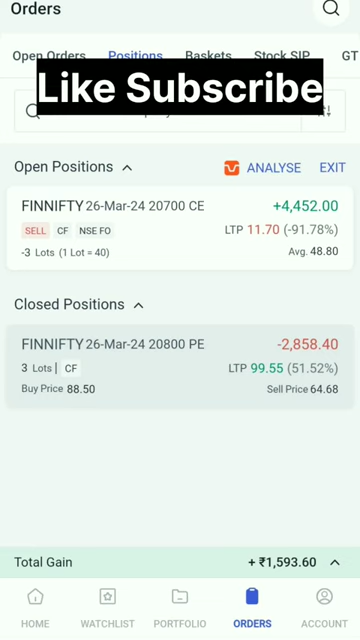 Orders
Open Orders Positions Baskets Stock SIP GT
Like Subscribe
Open Positions ANALYSE EXIT
FINNIFTY 26-Mar-24 20700 CE +4,452.00
SELL CF NSE FO LTP 11.70 (-91.78%)
-3 Lots (1 Lot = 40) Avg. 48.80
Closed Positions
FINNIFTY 26-Mar-24 20800 PE -2,858.40
3 Lots | CF LTP 99.55 (51.52%)
Buy Price 88.50 Sell Price 64.68
Total Gain + ₹1,593.60
HOME WATCHLIST PORTFOLIO ORDERS ACCOUNT